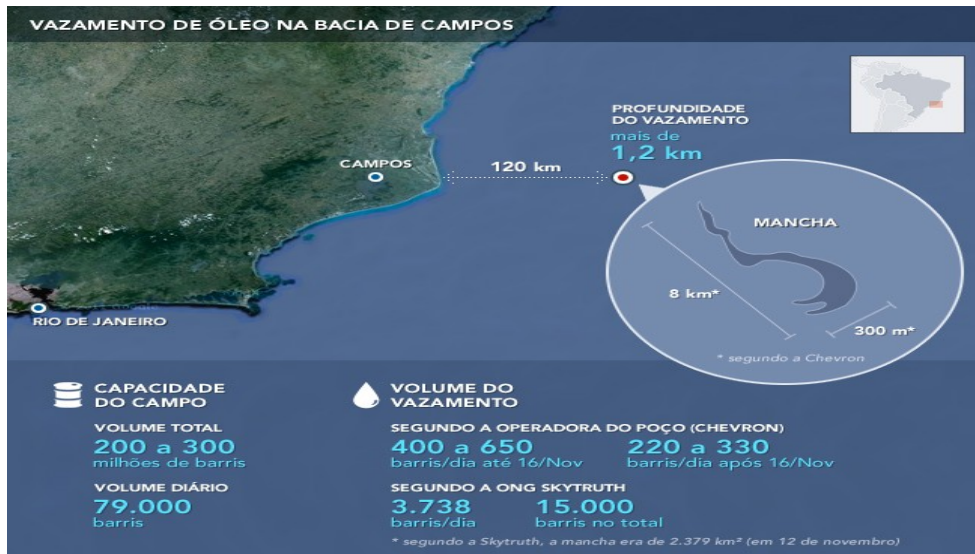 VAZAMENTO DE ÓLEO NA BACIA DE CAMPOS
PROFUNDIDADE
DO VAZAMENTO
mais de
1,2 km
CAMPOS
120 km
MANCHA
8 km*
300 m*
* segundo a Chevron
RIO DE JANEIRO
CAPACIDADE
DO CAMPO
VOLUME TOTAL
200 a 300
milhões de barris
VOLUME DIÁRIO
79.000
barris
VOLUME DO
VAZAMENTO
SEGUNDO A OPERADORA DO POÇO (CHEVRON)
400 a 650
barris/dia até 16/Nov
220 a 330
barris/dia após 16/Nov
SEGUNDO A ONG SKYTRUTH
3.738
barris/dia
15.000
barris no total
* segundo a Skytruth, a mancha era de 2.379 km² (em 12 de novembro)